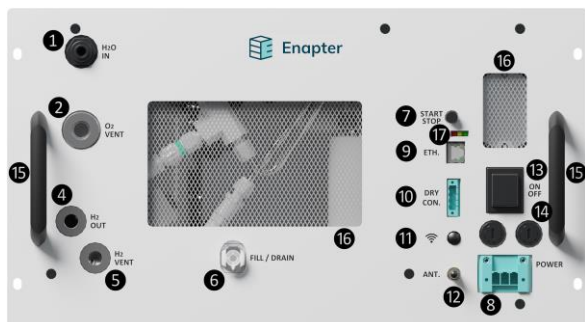 1
H₂O
IN
Enapter
16
2
O₂
VENT
7
START
STOP
17
9
ETH.
13
ON
OFF
15
15
10
DRY
CON.
14
4
H₂
OUT
16
11
H₂
VENT
5
6
FILL / DRAIN
ANT.
12
8
POWER